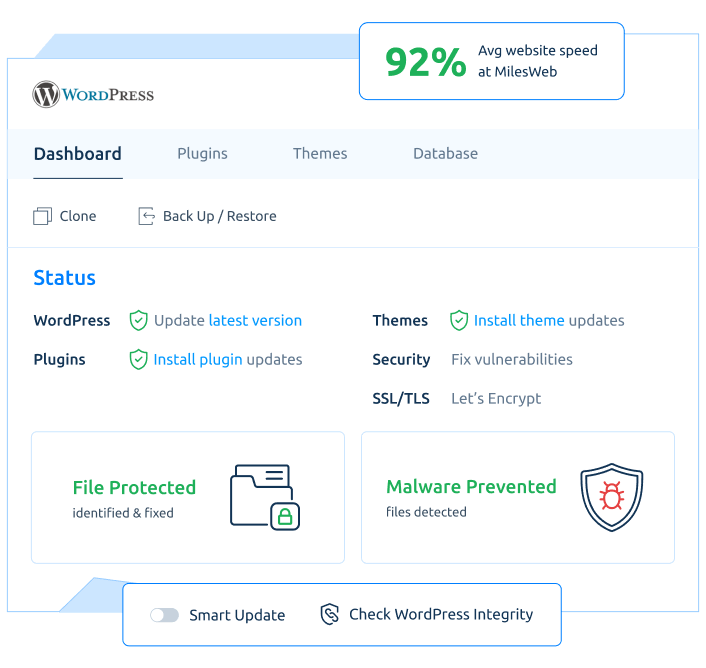 92%
Avg website speed
at MilesWeb
WORDPRESS
Dashboard Plugins Themes Database
Clone Back Up / Restore
Status
WordPress Update latest version
Themes Install theme updates
Plugins Install plugin updates
Security Fix vulnerabilities
SSL/TLS Let's Encrypt
File Protected
identified & fixed
Malware Prevented
files detected
Smart Update Check WordPress Integrity